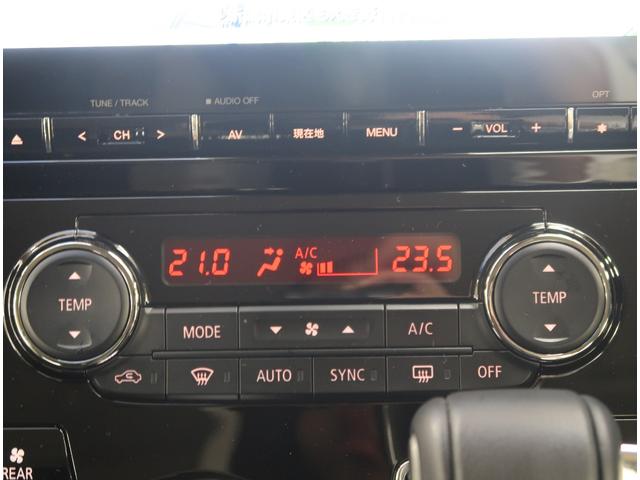 TUNE / TRACK
AUDIO OFF
OPT
CH
AV
現在地
MENU
VOL
21.0
A/C
23.5
TEMP
TEMP
MODE
A/C
AUTO
SYNC
OFF
REAR